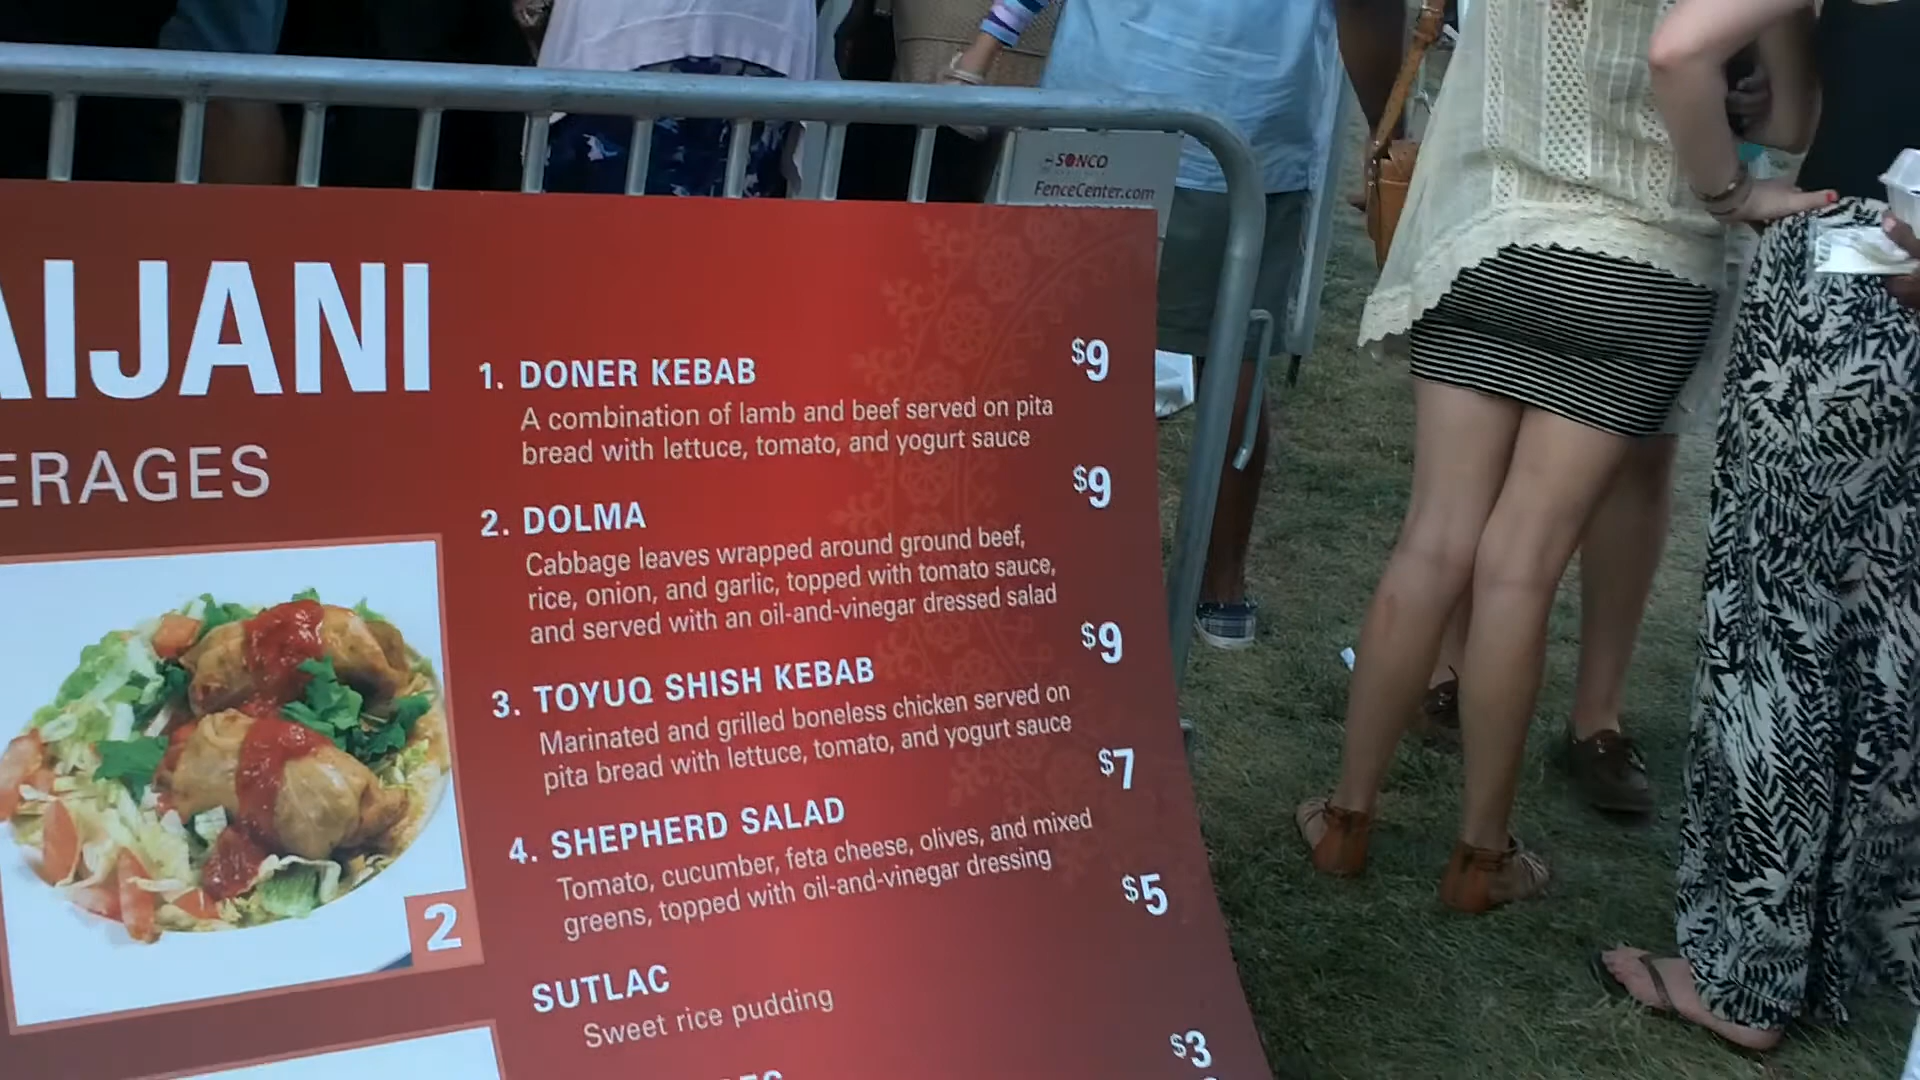 SONCO
FenceCenter.com
AIJANI
ERAGES
1. DONER KEBAB $9
A combination of lamb and beef served on pita
bread with lettuce, tomato, and yogurt sauce
2. DOLMA $9
Cabbage leaves wrapped around ground beef,
rice, onion, and garlic, topped with tomato sauce,
and served with an oil-and-vinegar dressed salad
3. TOYUQ SHISH KEBAB $9
Marinated and grilled boneless chicken served on
pita bread with lettuce, tomato, and yogurt sauce
4. SHEPHERD SALAD $7
Tomato, cucumber, feta cheese, olives, and mixed
greens, topped with oil-and-vinegar dressing
SUTLAC $5
Sweet rice pudding
$3
2